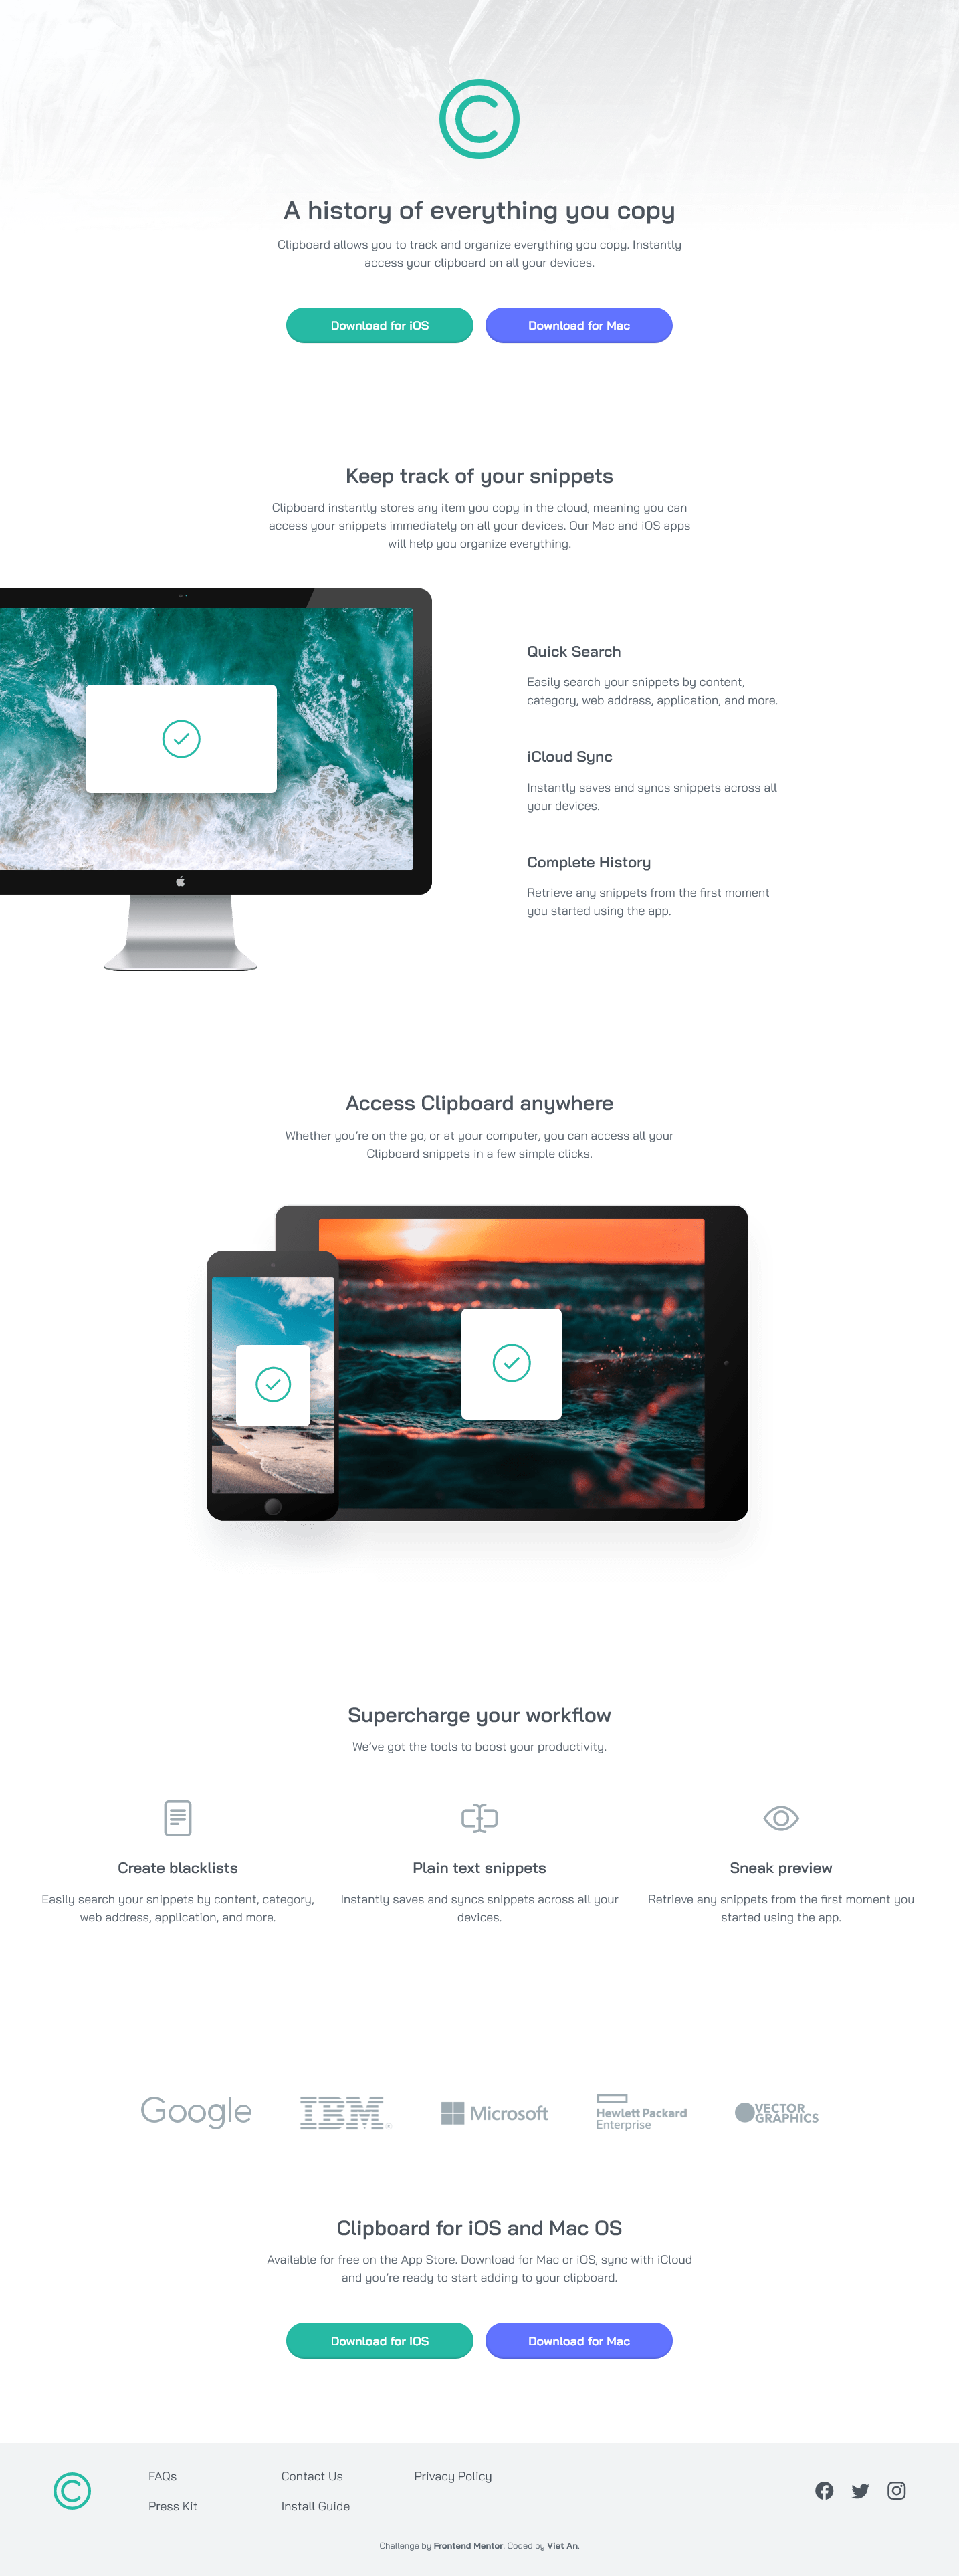 A history of everything you copy
Clipboard allows you to track and organize everything you copy. Instantly
access your clipboard on all your devices.
Download for iOS
Download for Mac
Keep track of your snippets
Clipboard instantly stores any item you copy in the cloud, meaning you can
access your snippets immediately on all your devices. Our Mac and iOS apps
will help you organize everything.
Quick Search
Easily search your snippets by content,
category, web address, application, and more.
iCloud Sync
Instantly saves and syncs snippets across all
your devices.
Complete History
Retrieve any snippets from the first moment
you started using the app.
Access Clipboard anywhere
Whether you’re on the go, or at your computer, you can access all your
Clipboard snippets in a few simple clicks.
Supercharge your workflow
We’ve got the tools to boost your productivity.
Create blacklists
Easily search your snippets by content, category,
web address, application, and more.
Plain text snippets
Instantly saves and syncs snippets across all your
devices.
Sneak preview
Retrieve any snippets from the first moment you
started using the app.
Google
IBM
Microsoft
Hewlett Packard
Enterprise
VECTOR
GRAPHICS
Clipboard for iOS and Mac OS
Available for free on the App Store. Download for Mac or iOS, sync with iCloud
and you’re ready to start adding to your clipboard.
Download for iOS
Download for Mac
FAQs
Contact Us
Privacy Policy
Press Kit
Install Guide
Challenge by Frontend Mentor. Coded by Viet An.